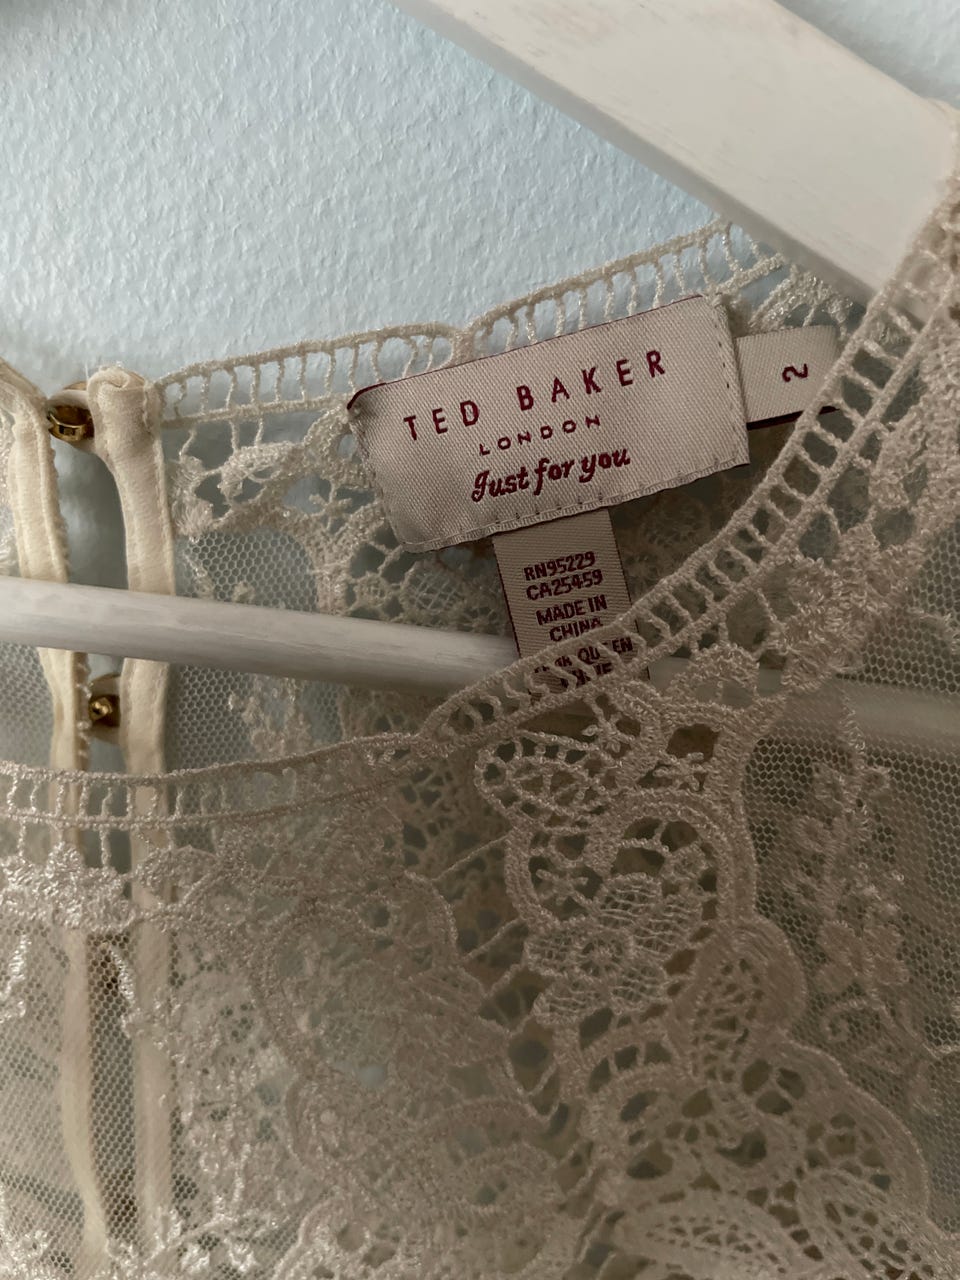 TED BAKER
LONDON
Just for you
2
RN95229
CA25459
MADE IN
CHINA